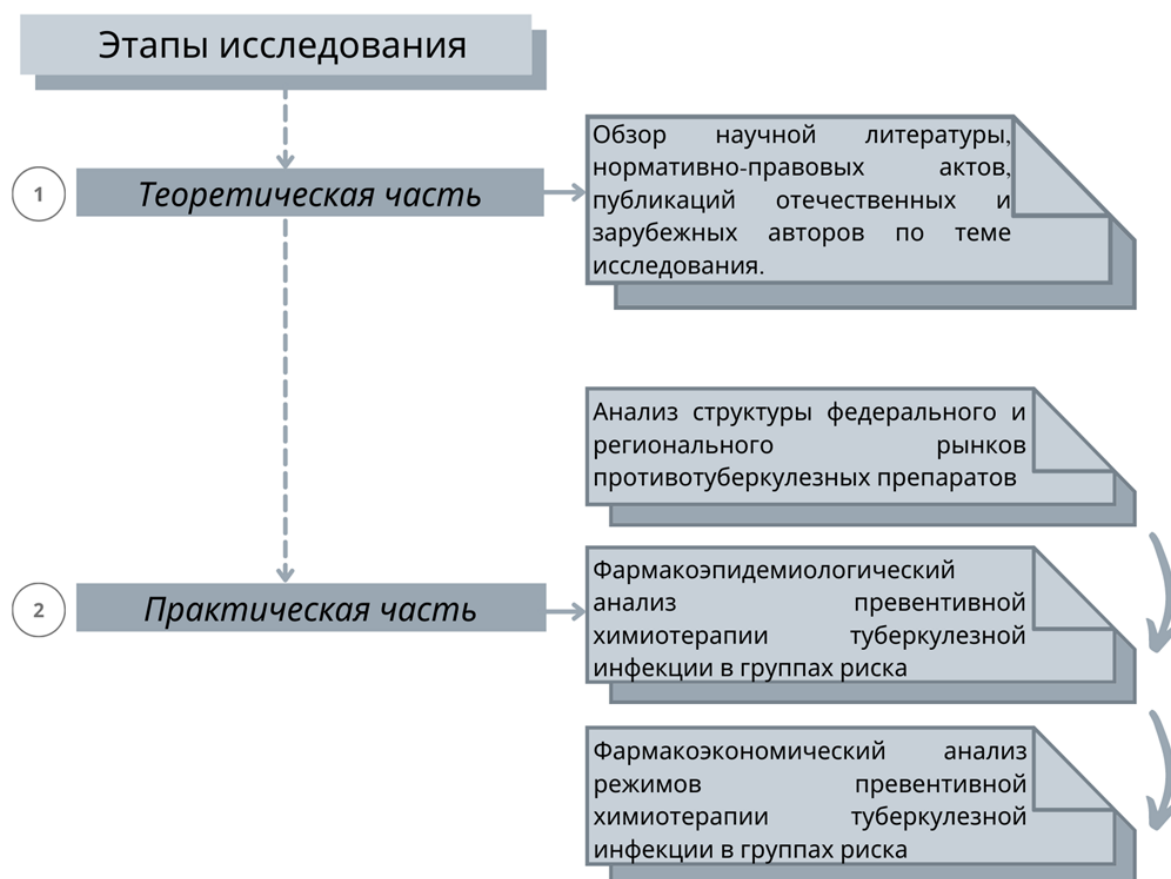 Этапы исследования
1
Теоретическая часть
Обзор научной литературы,
нормативно-правовых актов,
публикаций отечественных и
зарубежных авторов по теме
исследования.
Анализ структуры федерального и
регионального рынков
противотуберкулезных препаратов
2
Практическая часть
Фармакоэпидемиологический
анализ превентивной
химиотерапии туберкулезной
инфекции в группах риска
Фармакоэкономический анализ
режимов превентивной
химиотерапии туберкулезной
инфекции в группах риска